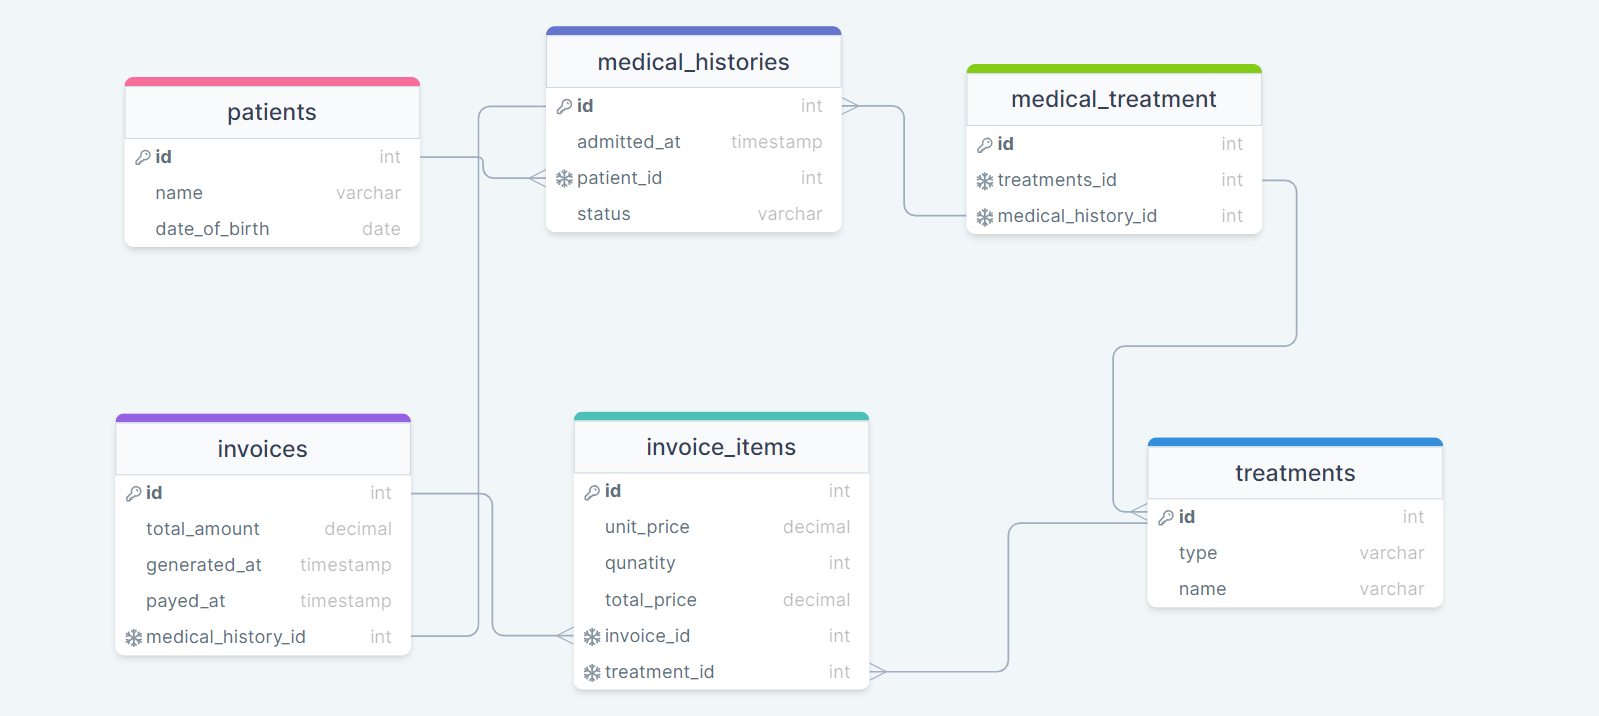 patients
id int
name varchar
date_of_birth date
medical_histories
id int
admitted_at timestamp
patient_id int
status varchar
medical_treatment
id int
treatments_id int
medical_history_id int
invoices
id int
total_amount decimal
generated_at timestamp
payed_at timestamp
medical_history_id int
invoice_items
id int
unit_price decimal
qunatity int
total_price decimal
invoice_id int
treatment_id int
treatments
id int
type varchar
name varchar